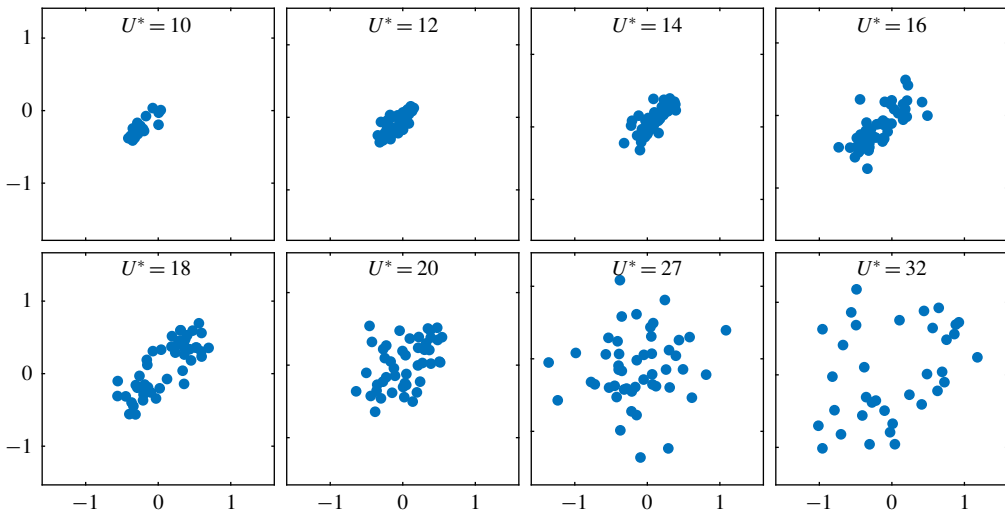 U* = 10 U* = 12 U* = 14 U* = 16
1
0
−1
U* = 18 U* = 20 U* = 27 U* = 32
1
0
−1
−1 0 1 −1 0 1 −1 0 1 −1 0 1